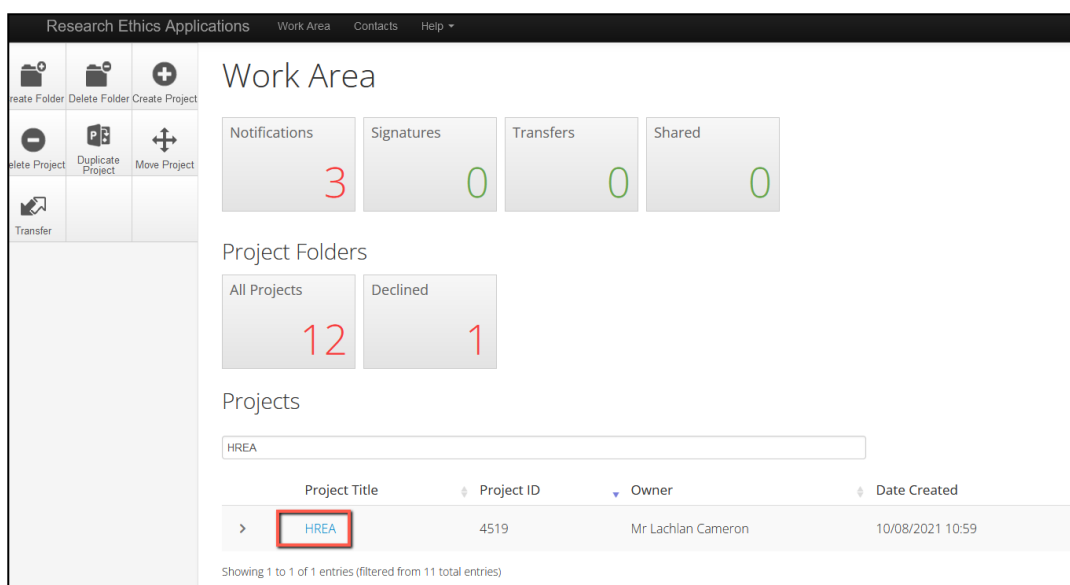 Research Ethics Applications Work Area Contacts Help
reate Folder Delete Folder Create Project
elete Project Duplicate Project Move Project
Transfer
Work Area
Notifications Signatures Transfers Shared
3 0 0 0
Project Folders
All Projects Declined
12 1
Projects
HREA
Project Title Project ID Owner Date Created
HREA 4519 Mr Lachlan Cameron 10/08/2021 10:59
Showing 1 to 1 of 1 entries (filtered from 11 total entries)